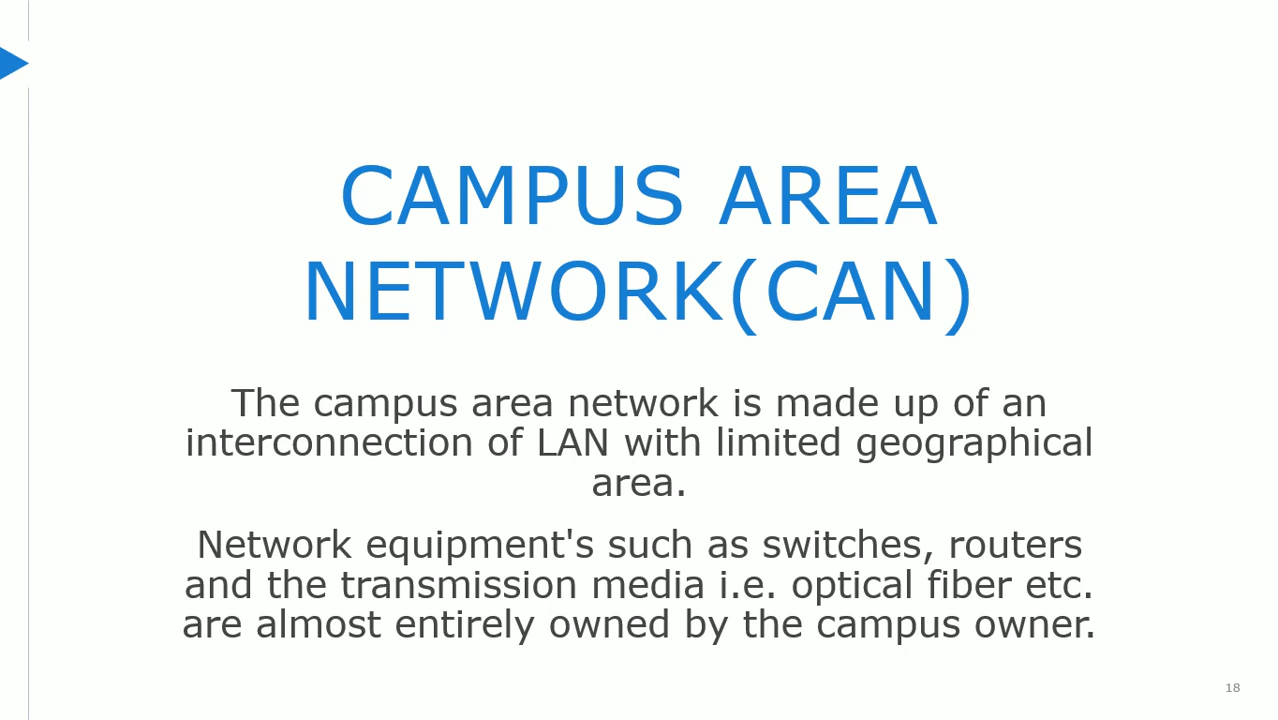 CAMPUS AREA
NETWORK(CAN)
The campus area network is made up of an
interconnection of LAN with limited geographical
area.
Network equipment's such as switches, routers
and the transmission media i.e. optical fiber etc.
are almost entirely owned by the campus owner.
18